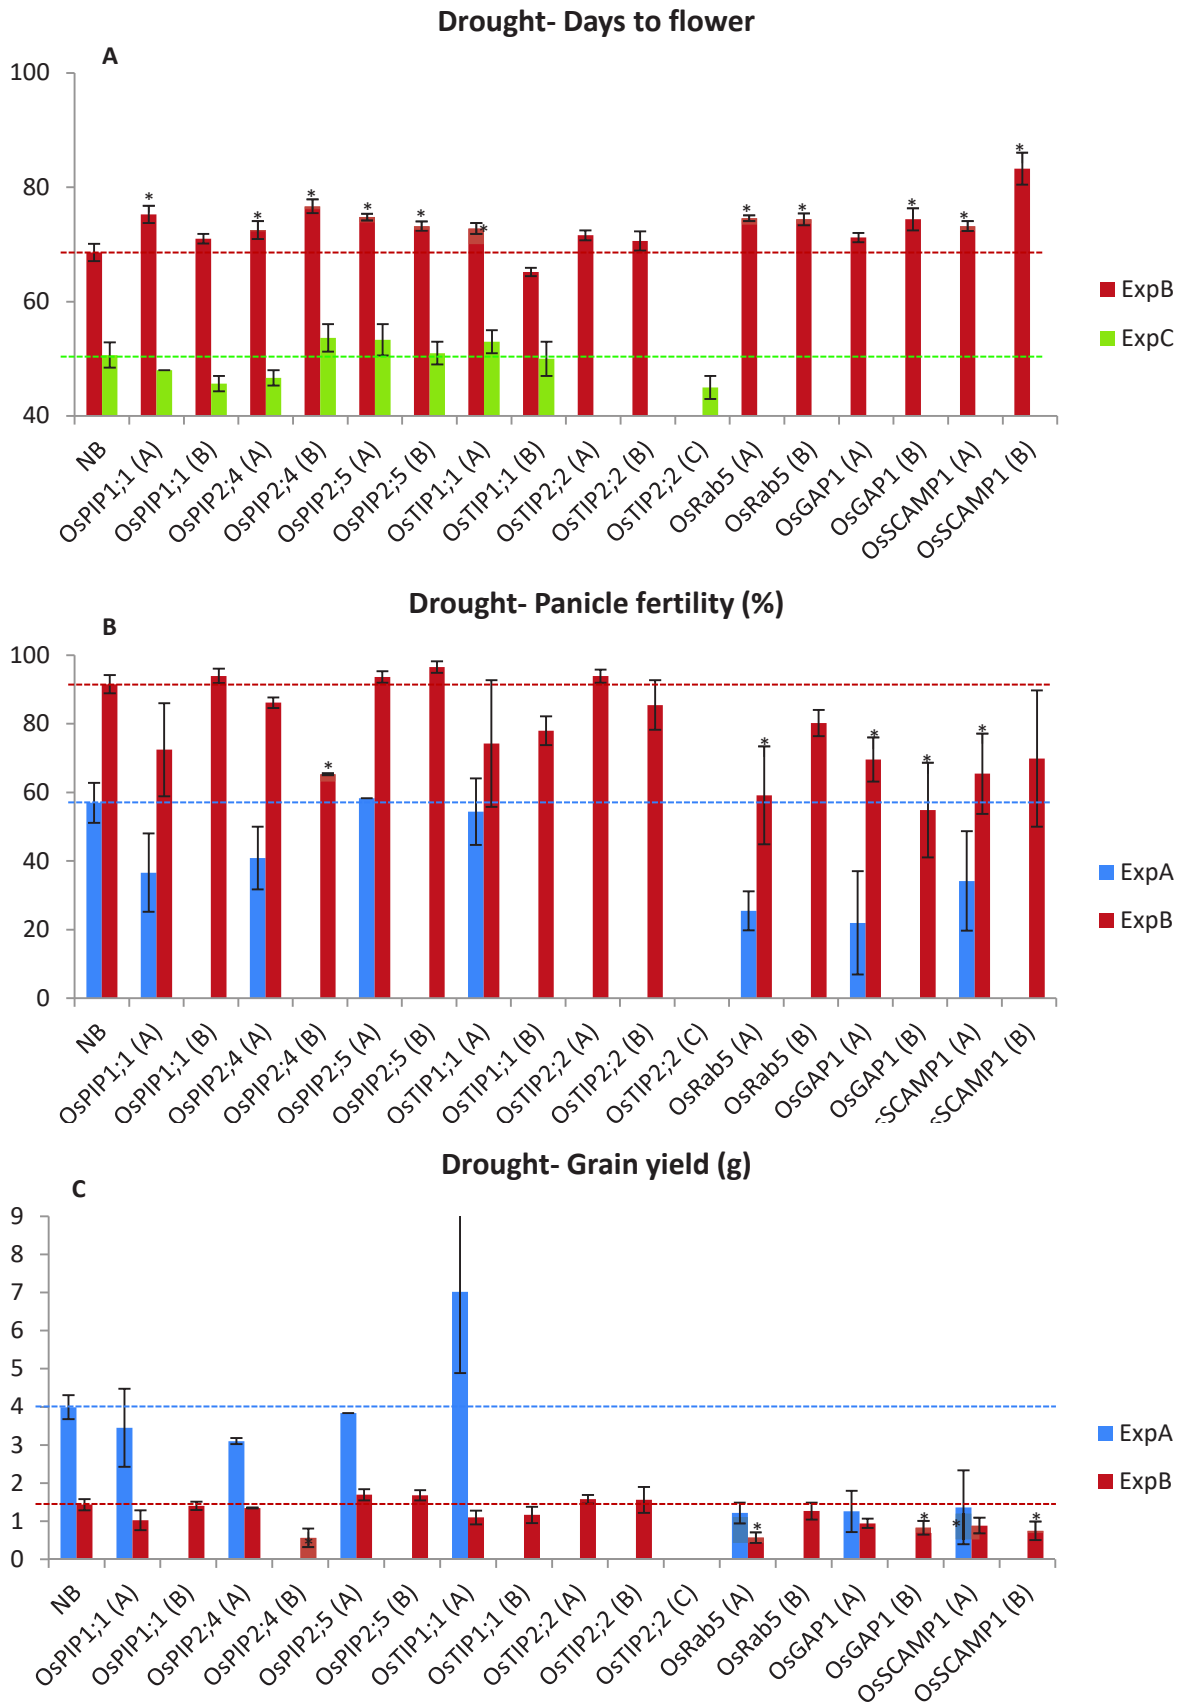 Drought- Days to flower
A
100
80
60
40
*
*
*
*
*
*
*
*
*
*
*
ExpB
ExpC
NB
OsPIP1;1 (A)
OsPIP1;1 (B)
OsPIP2;4 (A)
OsPIP2;4 (B)
OsPIP2;5 (A)
OsPIP2;5 (B)
OsTIP1;1 (A)
OsTIP1;1 (B)
OsTIP2;2 (A)
OsTIP2;2 (B)
OsTIP2;2 (C)
OsRab5 (A)
OsRab5 (B)
OsGAP1 (A)
OsGAP1 (B)
OsSCAMP1 (A)
OsSCAMP1 (B)
Drought- Panicle fertility (%)
B
100
80
60
40
20
0
*
*
*
*
*
ExpA
ExpB
NB
OsPIP1;1 (A)
OsPIP1;1 (B)
OsPIP2;4 (A)
OsPIP2;4 (B)
OsPIP2;5 (A)
OsPIP2;5 (B)
OsTIP1;1 (A)
OsTIP1;1 (B)
OsTIP2;2 (A)
OsTIP2;2 (B)
OsTIP2;2 (C)
OsRab5 (A)
OsRab5 (B)
OsGAP1 (A)
OsGAP1 (B)
sSCAMP1 (A)
sSCAMP1 (B)
Drought- Grain yield (g)
C
9
8
7
6
5
4
3
2
1
0
*
*
*
*
*
ExpA
ExpB
NB
OsPIP1;1 (A)
OsPIP1;1 (B)
OsPIP2;4 (A)
OsPIP2;4 (B)
OsPIP2;5 (A)
OsPIP2;5 (B)
OsTIP1;1 (A)
OsTIP1;1 (B)
OsTIP2;2 (A)
OsTIP2;2 (B)
OsTIP2;2 (C)
OsRab5 (A)
OsRab5 (B)
OsGAP1 (A)
OsGAP1 (B)
OsSCAMP1 (A)
OsSCAMP1 (B)